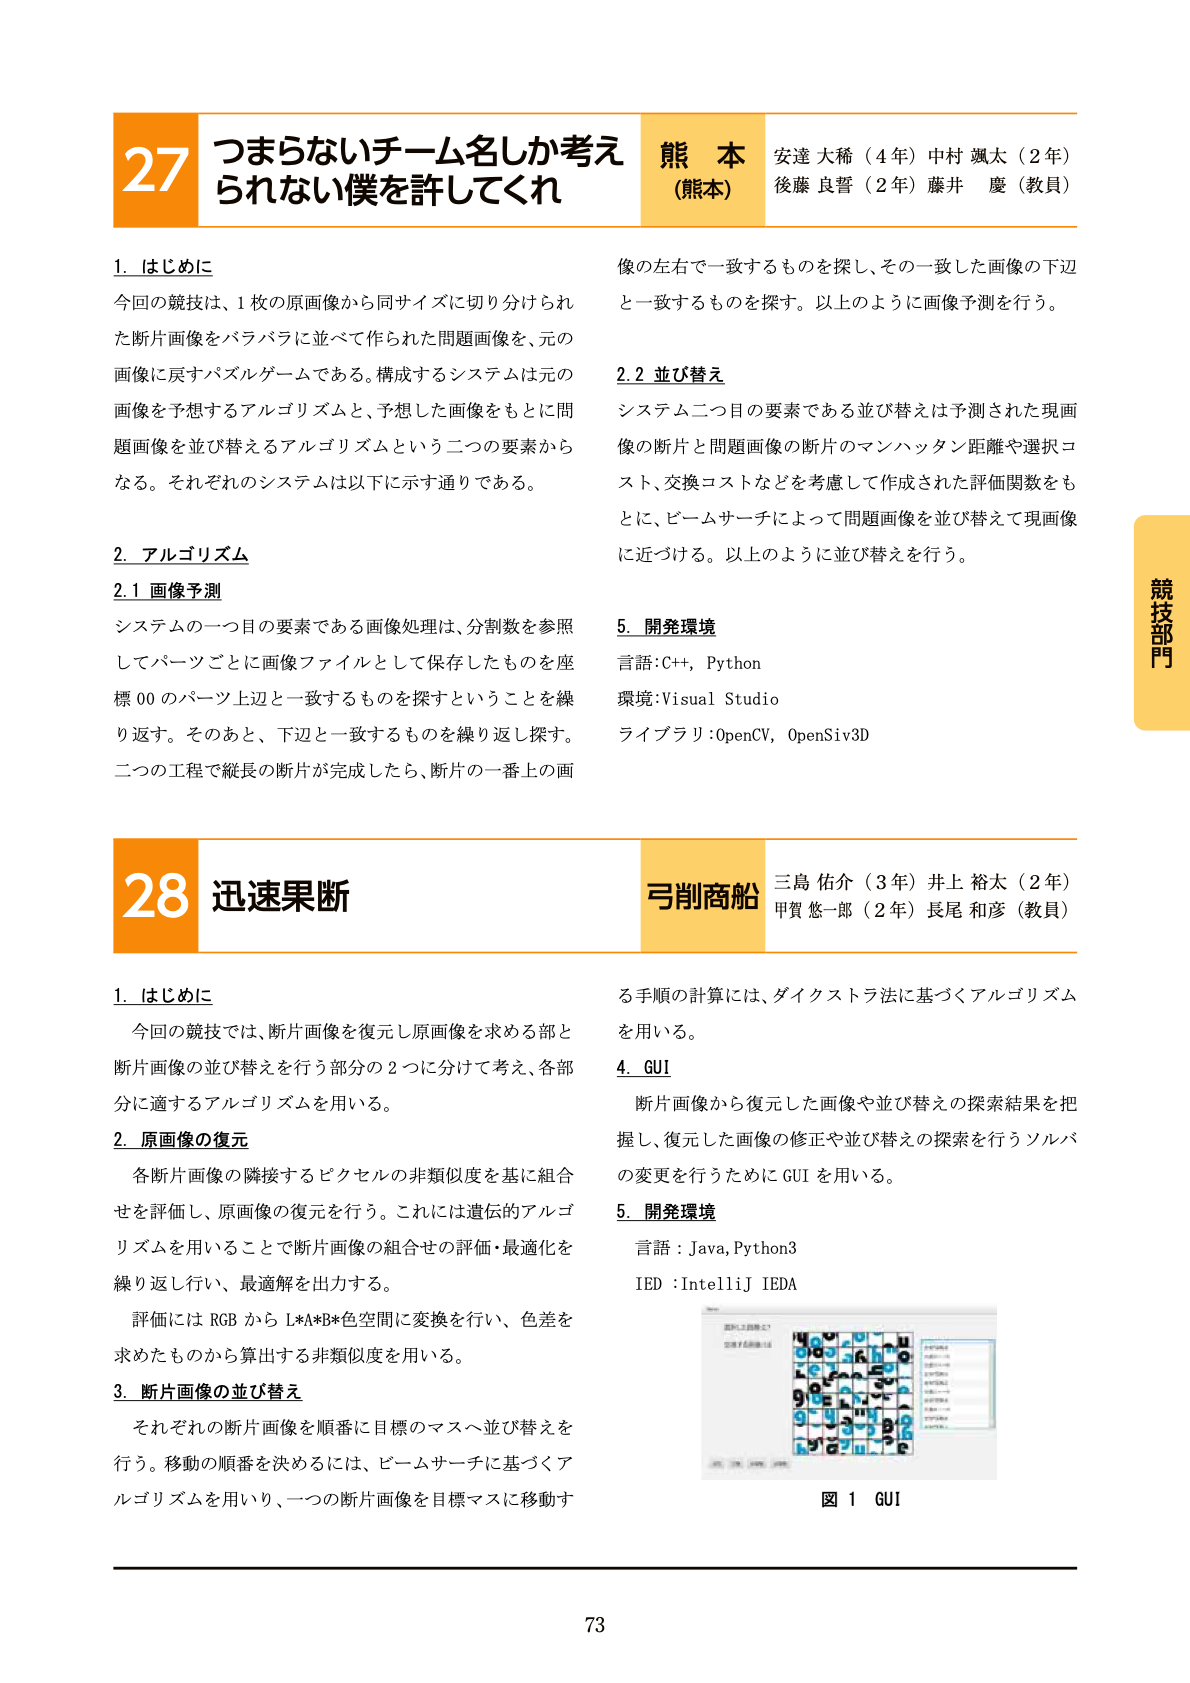 27
つまらないチーム名しか考え
られない僕を許してくれ
熊 本
(熊本)
安達 大稀（４年）中村 颯太（２年）
後藤 良誓（２年）藤井　慶（教員）
1. はじめに
今回の競技は、1 枚の原画像から同サイズに切り分けられ
た断片画像をバラバラに並べて作られた問題画像を、元の
画像に戻すパズルゲームである。構成するシステムは元の
画像を予想するアルゴリズムと、予想した画像をもとに問
題画像を並び替えるアルゴリズムという二つの要素から
なる。それぞれのシステムは以下に示す通りである。
2. アルゴリズム
2.1 画像予測
システムの一つ目の要素である画像処理は、分割数を参照
してパーツごとに画像ファイルとして保存したものを座
標 00 のパーツ上辺と一致するものを探すということを繰
り返す。そのあと、下辺と一致するものを繰り返し探す。
二つの工程で縦長の断片が完成したら、断片の一番上の画
像の左右で一致するものを探し、その一致した画像の下辺
と一致するものを探す。以上のように画像予測を行う。
2.2 並び替え
システム二つ目の要素である並び替えは予測された現画
像の断片と問題画像の断片のマンハッタン距離や選択コ
スト、交換コストなどを考慮して作成された評価関数をも
とに、ビームサーチによって問題画像を並び替えて現画像
に近づける。以上のように並び替えを行う。
5. 開発環境
言語：C++, Python
環境：Visual Studio
ライブラリ：OpenCV, OpenSiv3D
競技部門
28
迅速果断
弓削商船
三島 佑介（３年）井上 裕太（２年）
甲賀 悠一郎（２年）長尾 和彦（教員）
1. はじめに
今回の競技では、断片画像を復元し原画像を求める部と
断片画像の並び替えを行う部分の 2 つに分けて考え、各部
分に適するアルゴリズムを用いる。
2. 原画像の復元
各断片画像の隣接するピクセルの非類似度を基に組合
せを評価し、原画像の復元を行う。これには遺伝的アルゴ
リズムを用いることで断片画像の組合せの評価・最適化を
繰り返し行い、最適解を出力する。
評価には RGB から L*A*B*色空間に変換を行い、色差を
求めたものから算出する非類似度を用いる。
3. 断片画像の並び替え
それぞれの断片画像を順番に目標のマスへ並び替えを
行う。移動の順番を決めるには、ビームサーチに基づくア
ルゴリズムを用いり、一つの断片画像を目標マスに移動す
る手順の計算には、ダイクストラ法に基づくアルゴリズム
を用いる。
4. GUI
断片画像から復元した画像や並び替えの探索結果を把
握し、復元した画像の修正や並び替えの探索を行うソルバ
の変更を行うために GUI を用いる。
5. 開発環境
言語：Java,Python3
IED ：IntelliJ IEDA
図 1 GUI
73